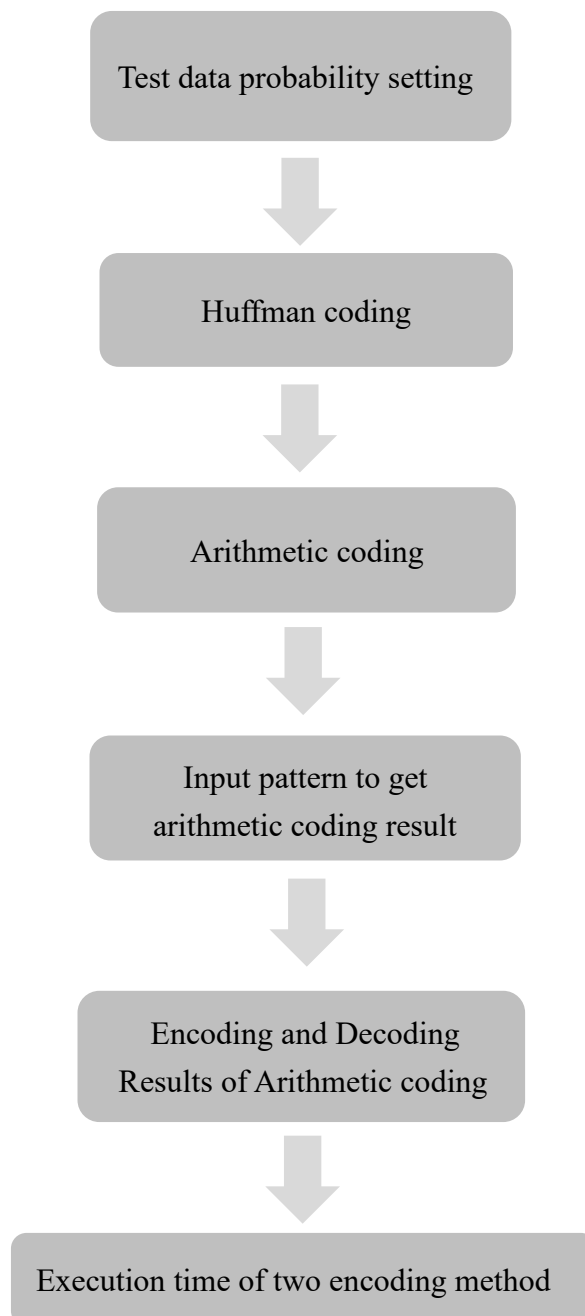 Test data probability setting
Huffman coding
Arithmetic coding
Input pattern to get
arithmetic coding result
Encoding and Decoding
Results of Arithmetic coding
Execution time of two encoding method